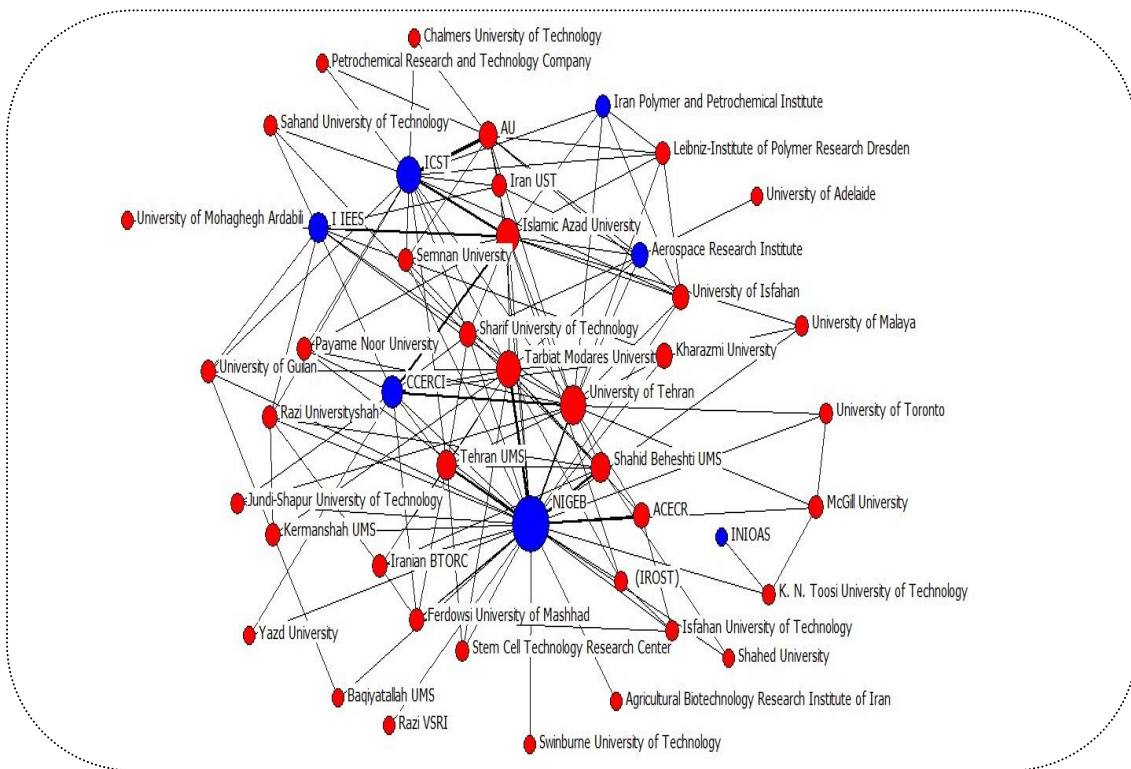 Chalmers University of Technology
Petrochemical Research and Technology Company
Iran Polymer and Petrochemical Institute
Sahand University of Technology
AU
Leibniz-Institute of Polymer Research Dresden
ICST
Iran UST
University of Adelaide
University of Mohaghegh Ardabili
I IEES
Islamic Azad University
Semnan University
Aerospace Research Institute
University of Isfahan
University of Malaya
Sharif University of Technology
Payame Noor University
Tarbiat Modares University
Kharazmi University
University of Guilan
CCERCI
University of Tehran
Razi Universityshah
University of Toronto
Tehran UMS
Shahid Beheshti UMS
Jundi-Shapur University of Technology
NIGEB
ACECR
McGill University
Kermanshah UMS
INIOAS
Iranian BTORC
(IROST)
K. N. Toosi University of Technology
Ferdowsi University of Mashhad
Isfahan University of Technology
Yazd University
Stem Cell Technology Research Center
Shahed University
Baqiyatallah UMS
Agricultural Biotechnology Research Institute of Iran
Razi VSRI
Swinburne University of Technology